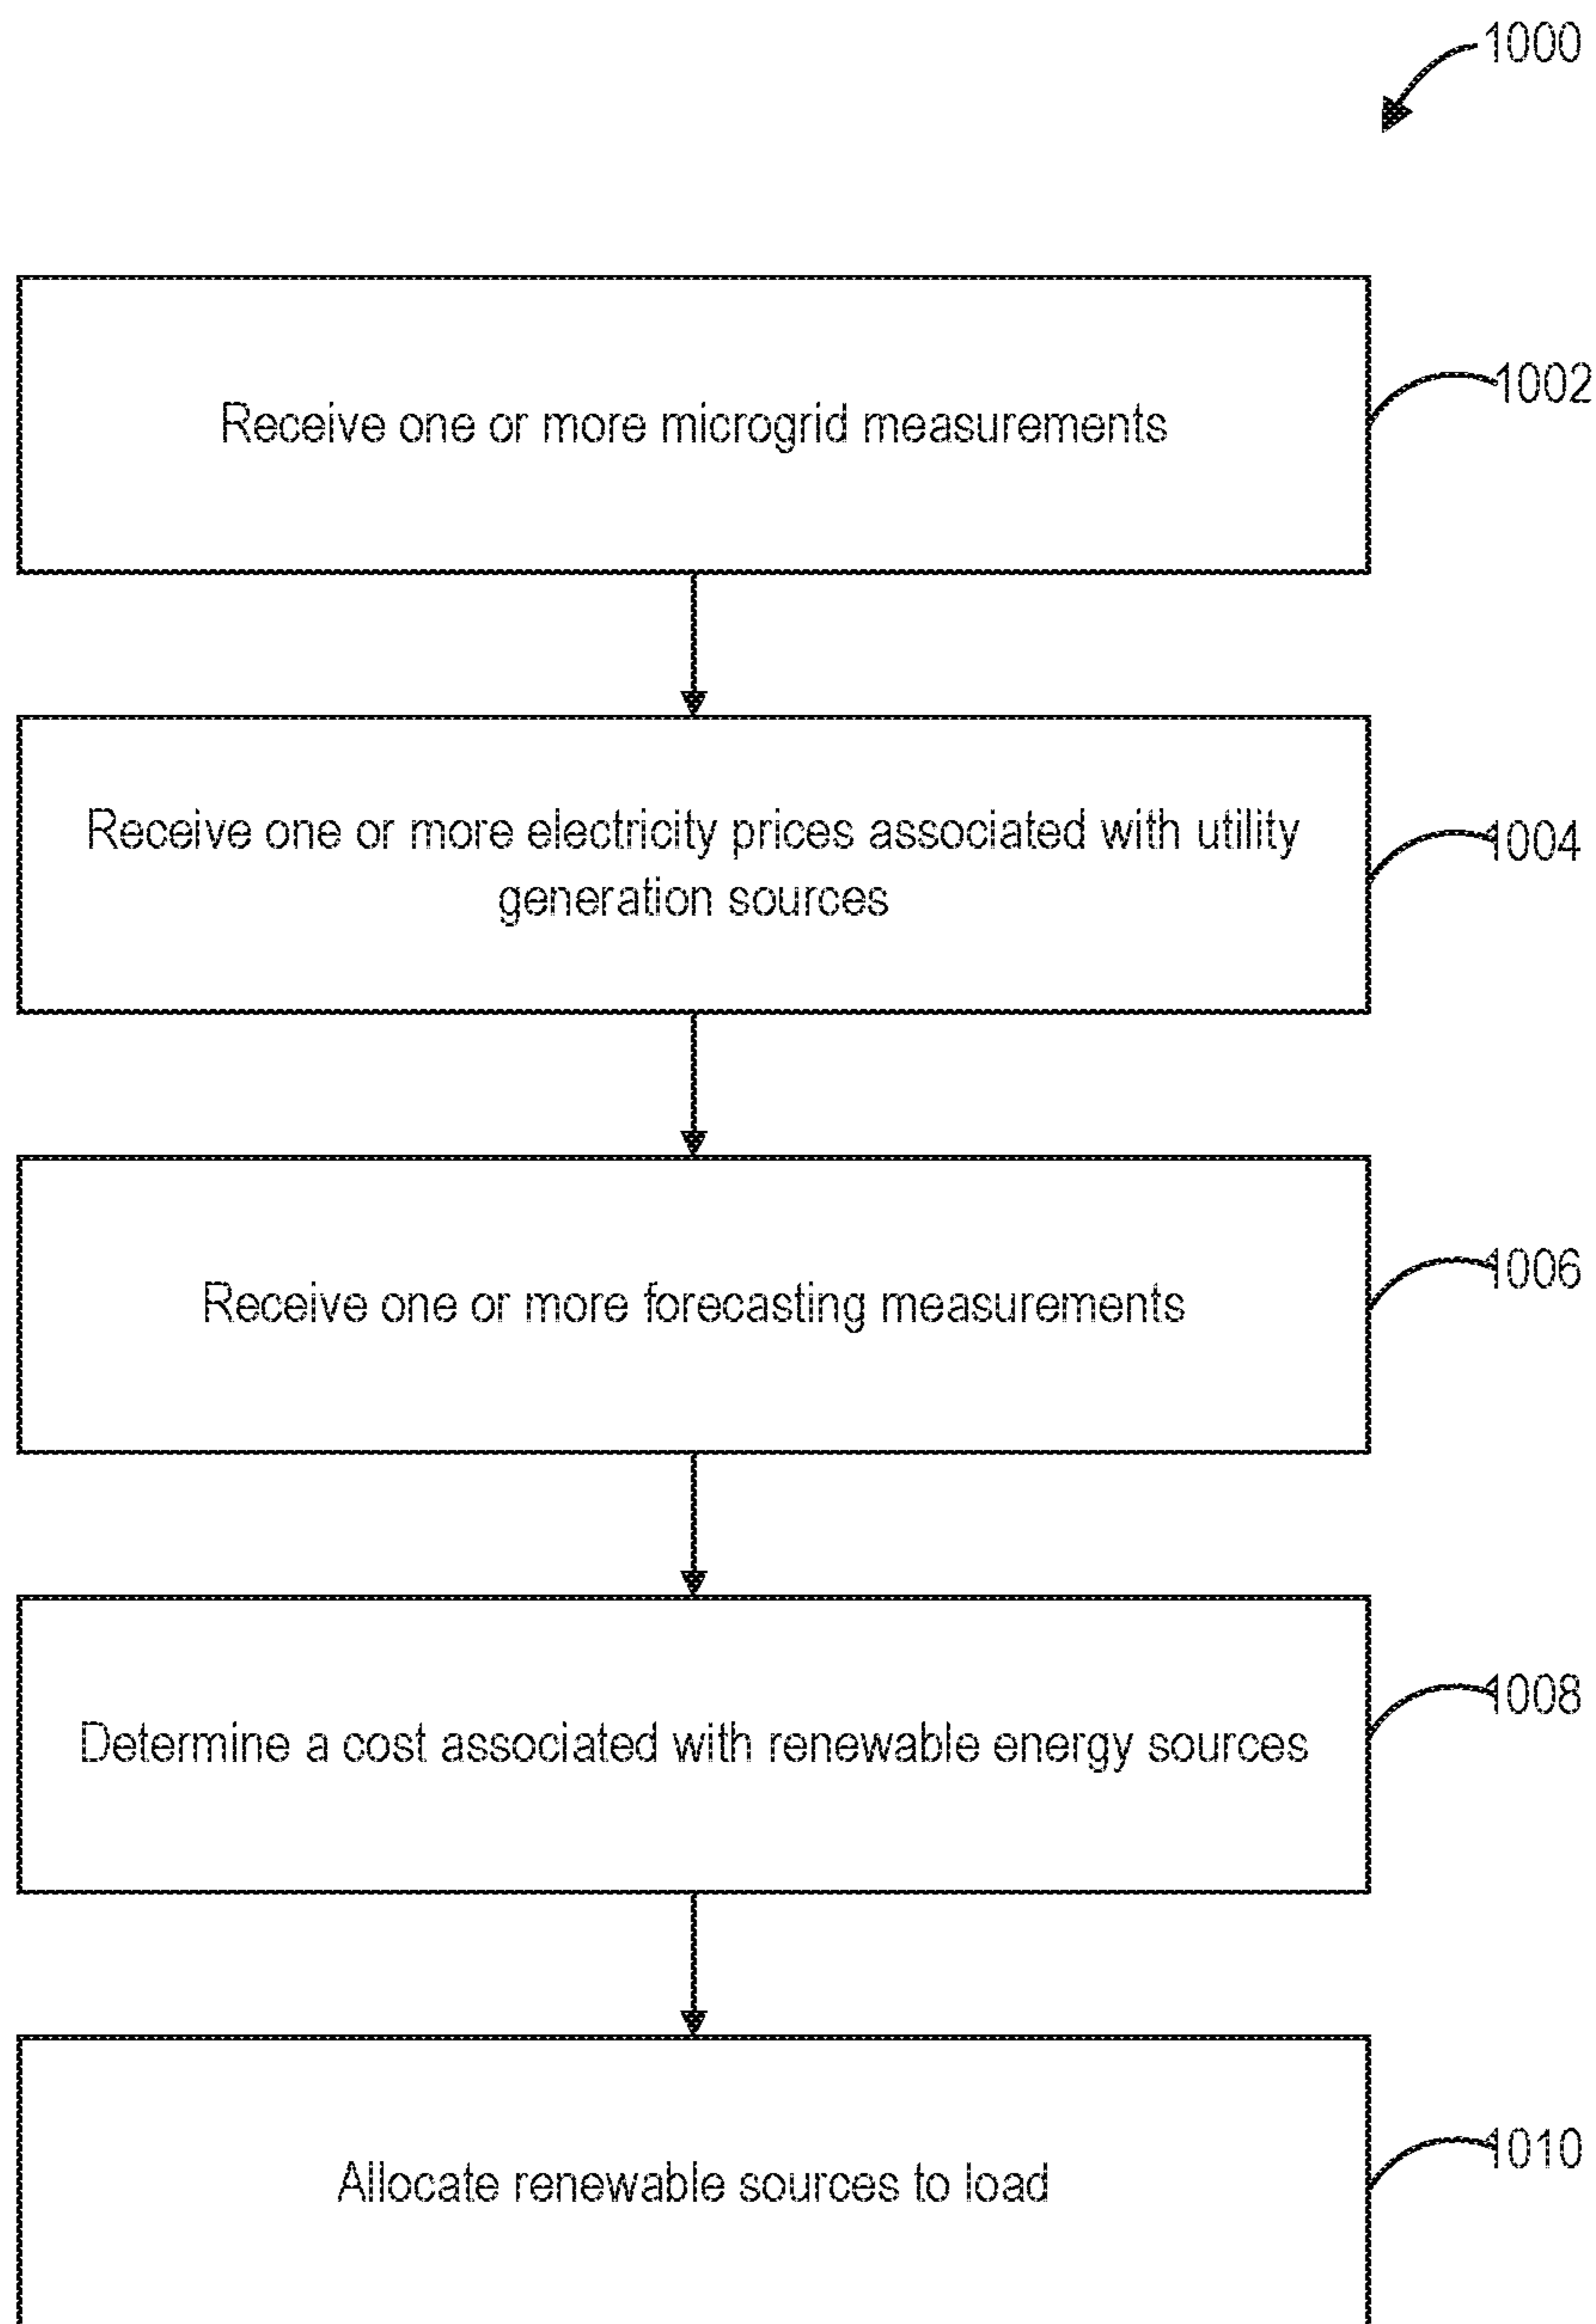 1000
Receive one or more microgrid measurements
1002
Receive one or more electricity prices associated with utility
generation sources
1004
Receive one or more forecasting measurements
1006
Determine a cost associated with renewable energy sources
1008
Allocate renewable sources to load
1010